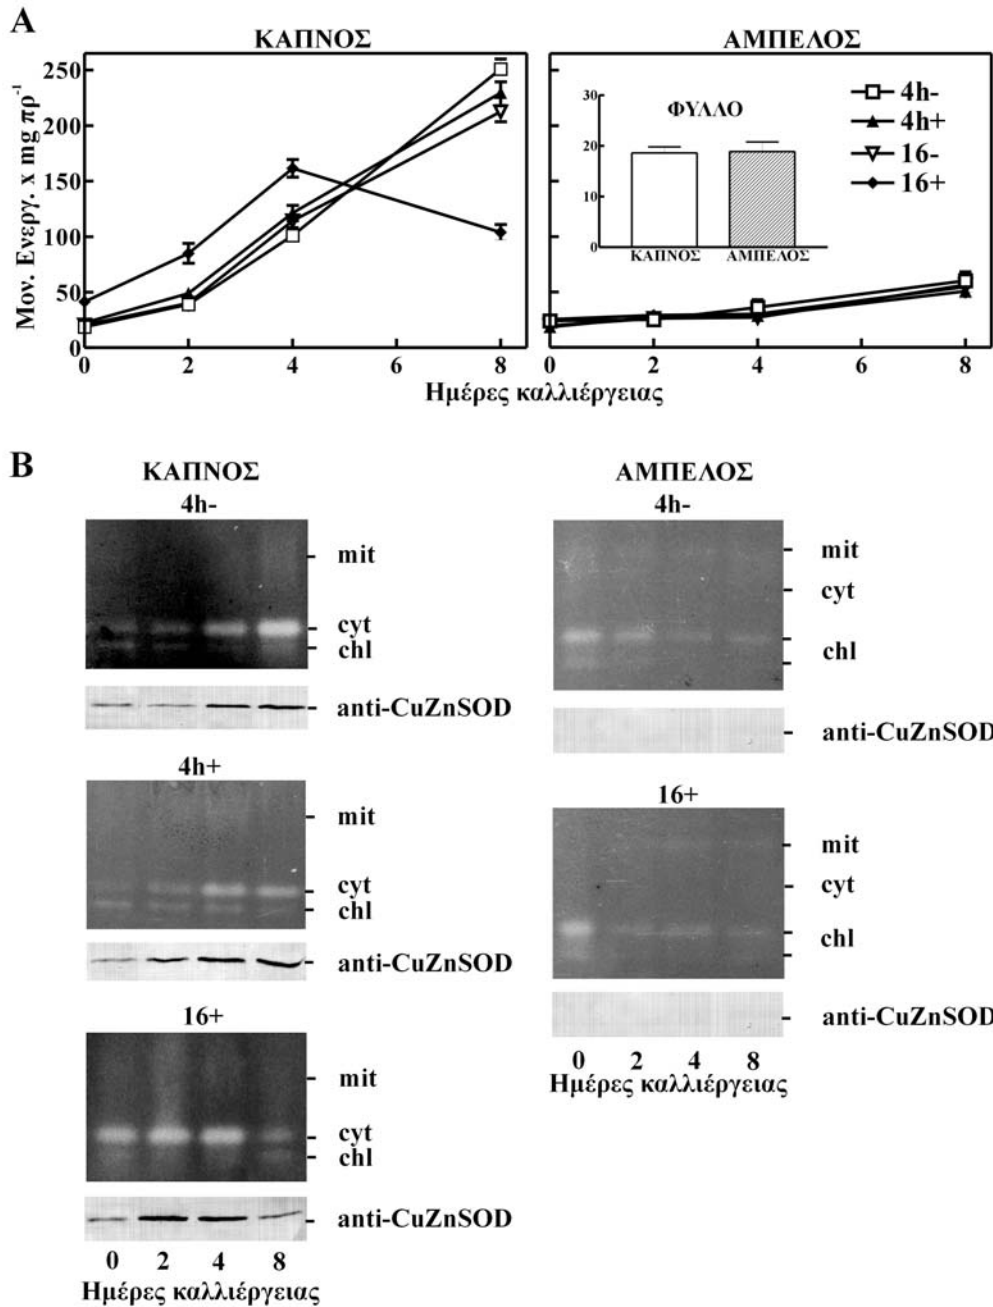 A
ΚΑΠΝΟΣ
ΑΜΠΕΛΟΣ
Μον. Ενεργ. x mg πρ⁻¹
250
200
150
100
50
0
0 2 4 6 8
0 2 4 6 8
Ημέρες καλλιέργειας
30
20
10
0
ΦΥΛΛΟ
ΚΑΠΝΟΣ ΑΜΠΕΛΟΣ
4h-
4h+
16-
16+
B
ΚΑΠΝΟΣ
4h-
mit
cyt
chl
anti-CuZnSOD
4h+
mit
cyt
chl
anti-CuZnSOD
16+
mit
cyt
chl
anti-CuZnSOD
0 2 4 8
Ημέρες καλλιέργειας
ΑΜΠΕΛΟΣ
4h-
mit
cyt
chl
anti-CuZnSOD
16+
mit
cyt
chl
anti-CuZnSOD
0 2 4 8
Ημέρες καλλιέργειας